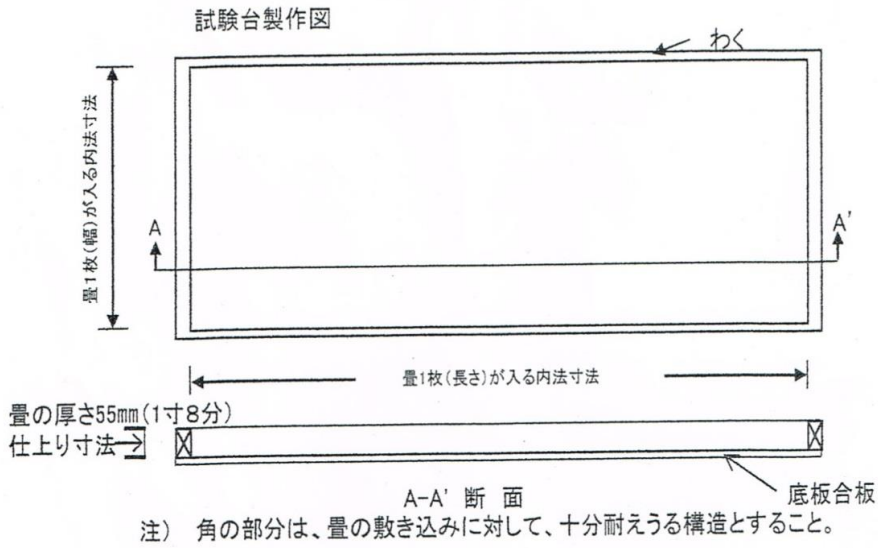 試験台製作図
わく
畳1枚(幅)が入る内法寸法
A
A'
畳1枚(長さ)が入る内法寸法
畳の厚さ55mm(1寸8分)
仕上り寸法
A-A' 断 面
底板合板
注) 角の部分は、畳の敷き込みに対して、十分耐えうる構造とすること。